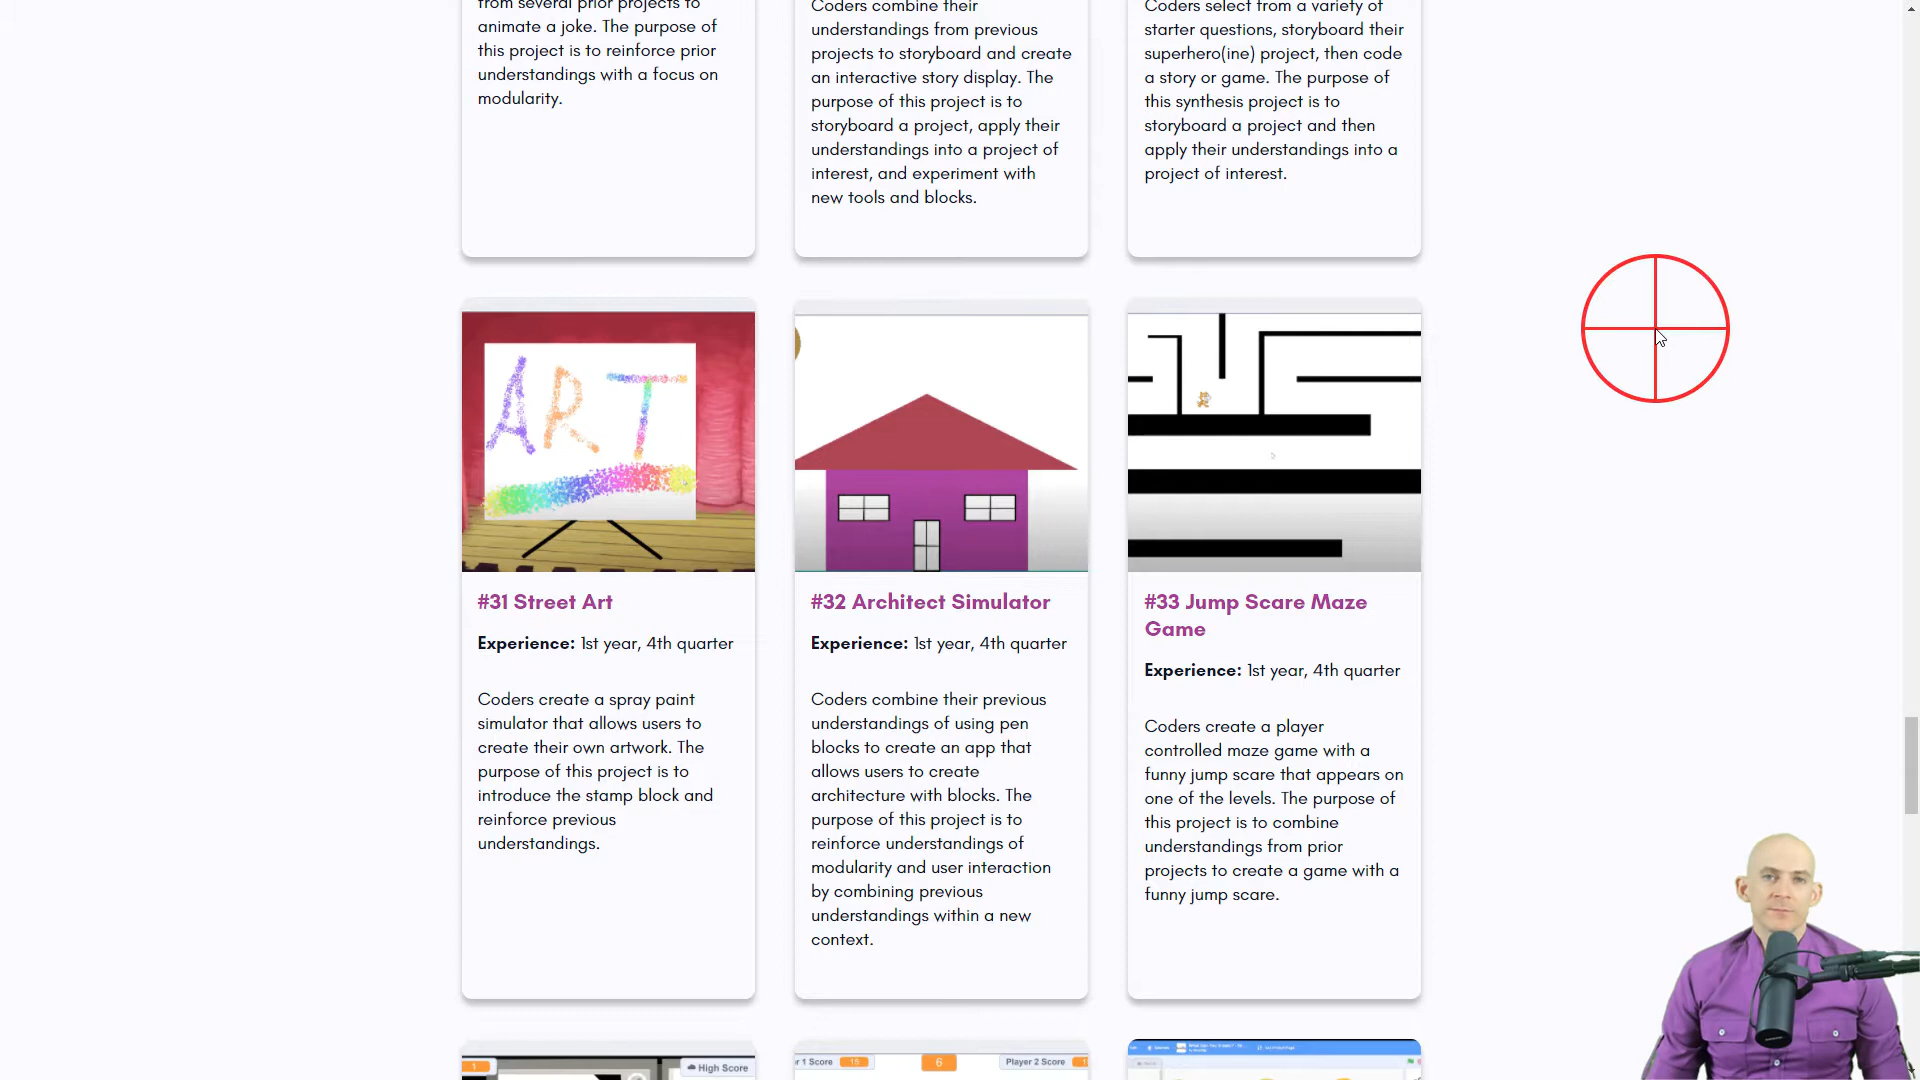 from several prior projects to
animate a joke. The purpose of
this project is to reinforce prior
understandings with a focus on
modularity.
Coders combine their
understandings from previous
projects to storyboard and create
an interactive story display. The
purpose of this project is to
storyboard a project, apply their
understandings into a project of
interest, and experiment with
new tools and blocks.
Coders select from a variety of
starter questions, storyboard their
superhero(ine) project, then code
a story or game. The purpose of
this synthesis project is to
storyboard a project and then
apply their understandings into a
project of interest.
ART
#31 Street Art
Experience: 1st year, 4th quarter
Coders create a spray paint
simulator that allows users to
create their own artwork. The
purpose of this project is to
introduce the stamp block and
reinforce previous
understandings.
#32 Architect Simulator
Experience: 1st year, 4th quarter
Coders combine their previous
understandings of using pen
blocks to create an app that
allows users to create
architecture with blocks. The
purpose of this project is to
reinforce understandings of
modularity and user interaction
by combining previous
understandings within a new
context.
#33 Jump Scare Maze
Game
Experience: 1st year, 4th quarter
Coders create a player
controlled maze game with a
funny jump scare that appears on
one of the levels. The purpose of
this project is to combine
understandings from prior
projects to create a game with a
funny jump scare.
1
High Score
r 1 Score 15
6
Player 2 Score